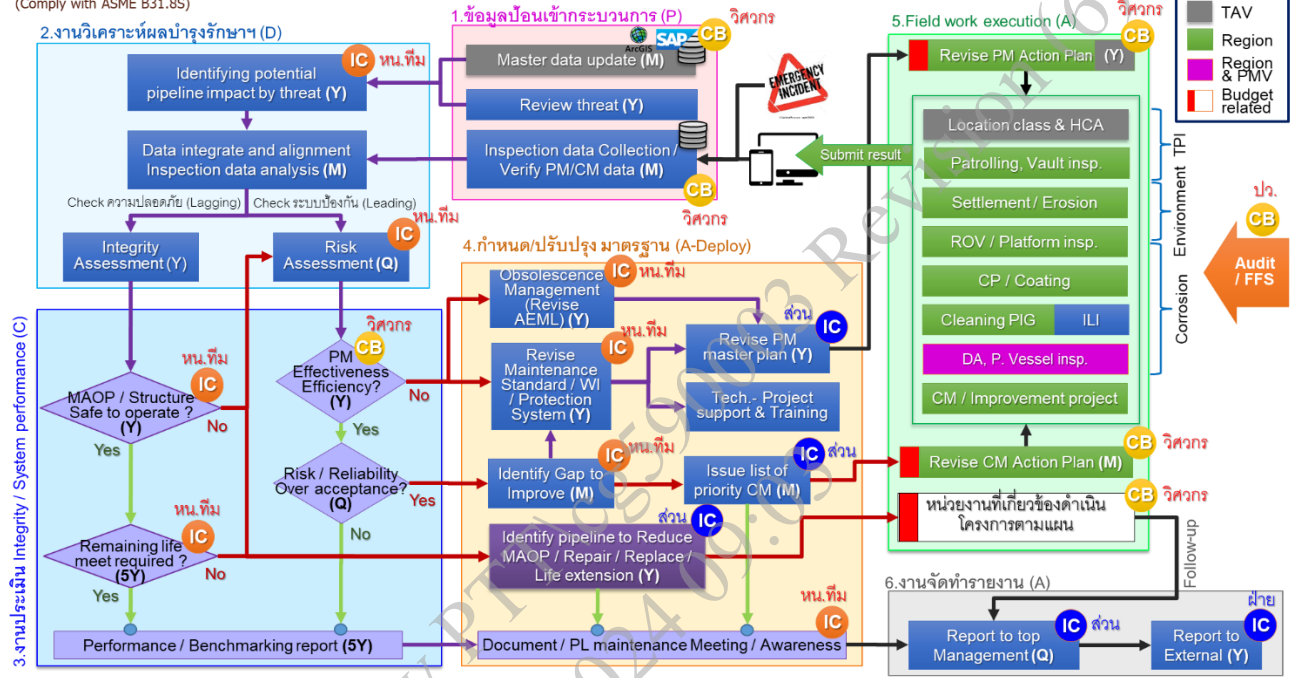 (Comply with ASME B31.8S)
2.งานวิเคราะห์ผลบำรุงรักษาฯ (D)
Identifying potential
pipeline impact by threat (Y)
IC
หน.ทีม
Data integrate and alignment
Inspection data analysis (M)
Check ความปลอดภัย (Lagging)
Check ระบบป้องกัน (Leading)
Integrity
Assessment (Y)
Risk
Assessment (Q)
IC
หน.ทีม
1.ข้อมูลป้อนเข้ากระบวนการ (P)
วิศวกร
CB
ArcGIS
SAP
Master data update (M)
Review threat (Y)
Inspection data Collection /
Verify PM/CM data (M)
CB
วิศวกร
EMERGENCY
INCIDENT
Submit result
3.งานประเมิน Integrity / System performance (C)
MAOP / Structure
Safe to operate ?
(Y)
IC
หน.ทีม
No
Yes
Remaining life
meet required ?
(5Y)
IC
หน.ทีม
No
Yes
วิศวกร
CB
PM
Effectiveness
Efficiency?
(Y)
No
Yes
Risk / Reliability
Over acceptance?
(Q)
Yes
No
Performance / Benchmarking report (5Y)
4.กำหนด/ปรับปรุง มาตรฐาน (A-Deploy)
Obsolescence
Management
(Revise
AEML) (Y)
IC
หน.ทีม
Revise
Maintenance
Standard / WI /
Protection
System (Y)
IC
หน.ทีม
Revise PM
master plan (Y)
ส่วน
IC
Tech.- Project
support & Training
Identify Gap to
Improve (M)
IC
หน.ทีม
Issue list of
priority CM (M)
IC
ส่วน
Identify pipeline to Reduce
MAOP / Repair / Replace /
Life extension (Y)
ส่วน
IC
Document / PL maintenance Meeting / Awareness
หน.ทีม
IC
5.Field work execution (A)
วิศวกร
CB
Revise PM Action Plan (Y)
Location class & HCA
Patrolling, Vault insp.
Settlement / Erosion
ROV / Platform insp.
CP / Coating
Cleaning PIG
ILI
DA, P. Vessel insp.
CM / Improvement project
TPI
Environment
Corrosion
Revise CM Action Plan (M)
CB
วิศวกร
หน่วยงานที่เกี่ยวข้องดำเนิน
โครงการตามแผน
CB
วิศวกร
Follow-up
TAV
Region
Region
& PMV
Budget
related
ปว.
CB
Audit
/ FFS
6.งานจัดทำรายงาน (A)
Report to top
Management (Q)
IC
ส่วน
Report to
External (Y)
ฝ่าย
IC